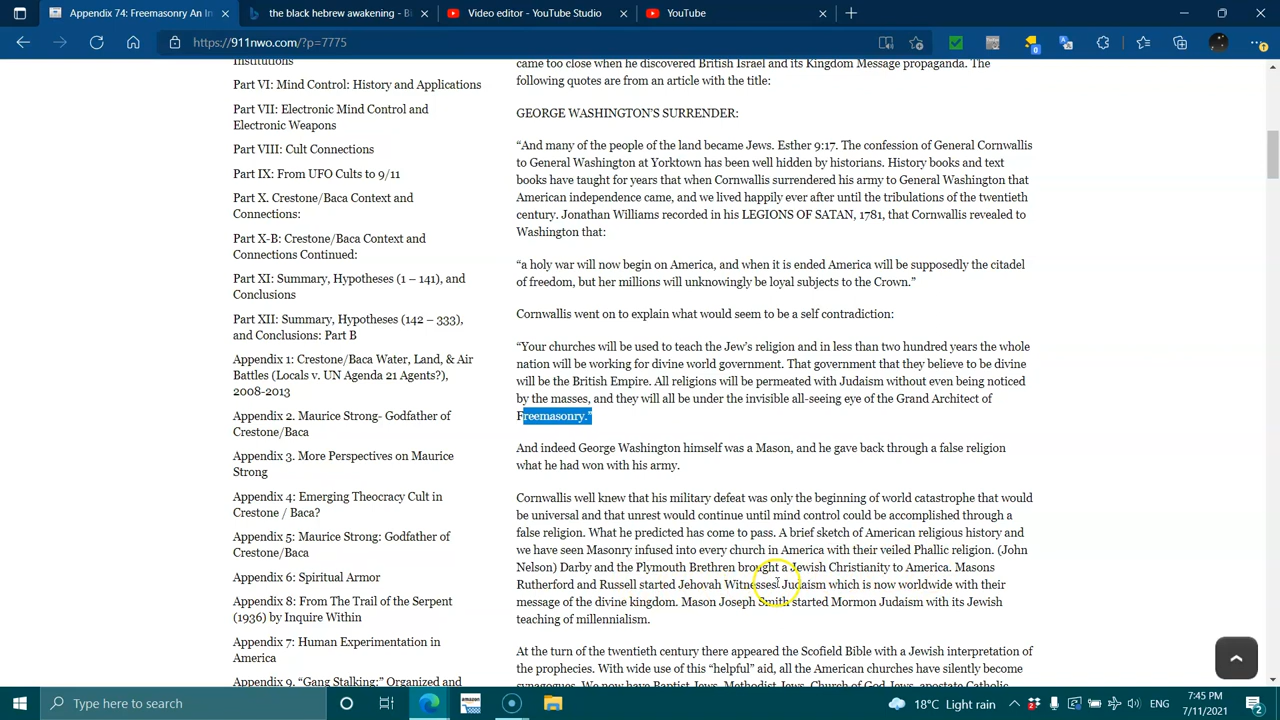 Appendix 74: Freemasonry An In
the black hebrew awakening - Bi
Video editor - YouTube Studio
YouTube
https://911nwo.com/?p=7775
Institutions
Part VI: Mind Control: History and Applications
Part VII: Electronic Mind Control and
Electronic Weapons
Part VIII: Cult Connections
Part IX: From UFO Cults to 9/11
Part X. Crestone/Baca Context and
Connections:
Part X-B: Crestone/Baca Context and
Connections Continued:
Part XI: Summary, Hypotheses (1 – 141), and
Conclusions
Part XII: Summary, Hypotheses (142 – 333),
and Conclusions: Part B
Appendix 1: Crestone/Baca Water, Land, & Air
Battles (Locals v. UN Agenda 21 Agents?),
2008-2013
Appendix 2. Maurice Strong- Godfather of
Crestone/Baca
Appendix 3. More Perspectives on Maurice
Strong
Appendix 4: Emerging Theocracy Cult in
Crestone / Baca?
Appendix 5: Maurice Strong: Godfather of
Crestone/Baca
Appendix 6: Spiritual Armor
Appendix 8: From The Trail of the Serpent
(1936) by Inquire Within
Appendix 7: Human Experimentation in
America
Appendix 9. “Gang Stalking:” Organized and
came too close when he discovered British Israel and its Kingdom Message propaganda. The
following quotes are from an article with the title:
GEORGE WASHINGTON’S SURRENDER:
“And many of the people of the land became Jews. Esther 9:17. The confession of General Cornwallis
to General Washington at Yorktown has been well hidden by historians. History books and text
books have taught for years that when Cornwallis surrendered his army to General Washington that
American independence came, and we lived happily ever after until the tribulations of the twentieth
century. Jonathan Williams recorded in his LEGIONS OF SATAN, 1781, that Cornwallis revealed to
Washington that:
“a holy war will now begin on America, and when it is ended America will be supposedly the citadel
of freedom, but her millions will unknowingly be loyal subjects to the Crown.”
Cornwallis went on to explain what would seem to be a self contradiction:
“Your churches will be used to teach the Jew’s religion and in less than two hundred years the whole
nation will be working for divine world government. That government that they believe to be divine
will be the British Empire. All religions will be permeated with Judaism without even being noticed
by the masses, and they will all be under the invisible all-seeing eye of the Grand Architect of
Freemasonry.”
And indeed George Washington himself was a Mason, and he gave back through a false religion
what he had won with his army.
Cornwallis well knew that his military defeat was only the beginning of world catastrophe that would
be universal and that unrest would continue until mind control could be accomplished through a
false religion. What he predicted has come to pass. A brief sketch of American religious history and
we have seen Masonry infused into every church in America with their veiled Phallic religion. (John
Nelson) Darby and the Plymouth Brethren brought a Jewish Christianity to America. Masons
Rutherford and Russell started Jehovah Witnesses’ Judaism which is now worldwide with their
message of the divine kingdom. Mason Joseph Smith started Mormon Judaism with its Jewish
teaching of millennialism.
At the turn of the twentieth century there appeared the Scofield Bible with a Jewish interpretation of
the prophecies. With wide use of this “helpful” aid, all the American churches have silently become
synagogues. We now have Baptist Jews, Methodist Jews, Church of God Jews, apostate Catholic
Type here to search
amazon
18°C Light rain
ENG
7:45 PM
7/11/2021
2